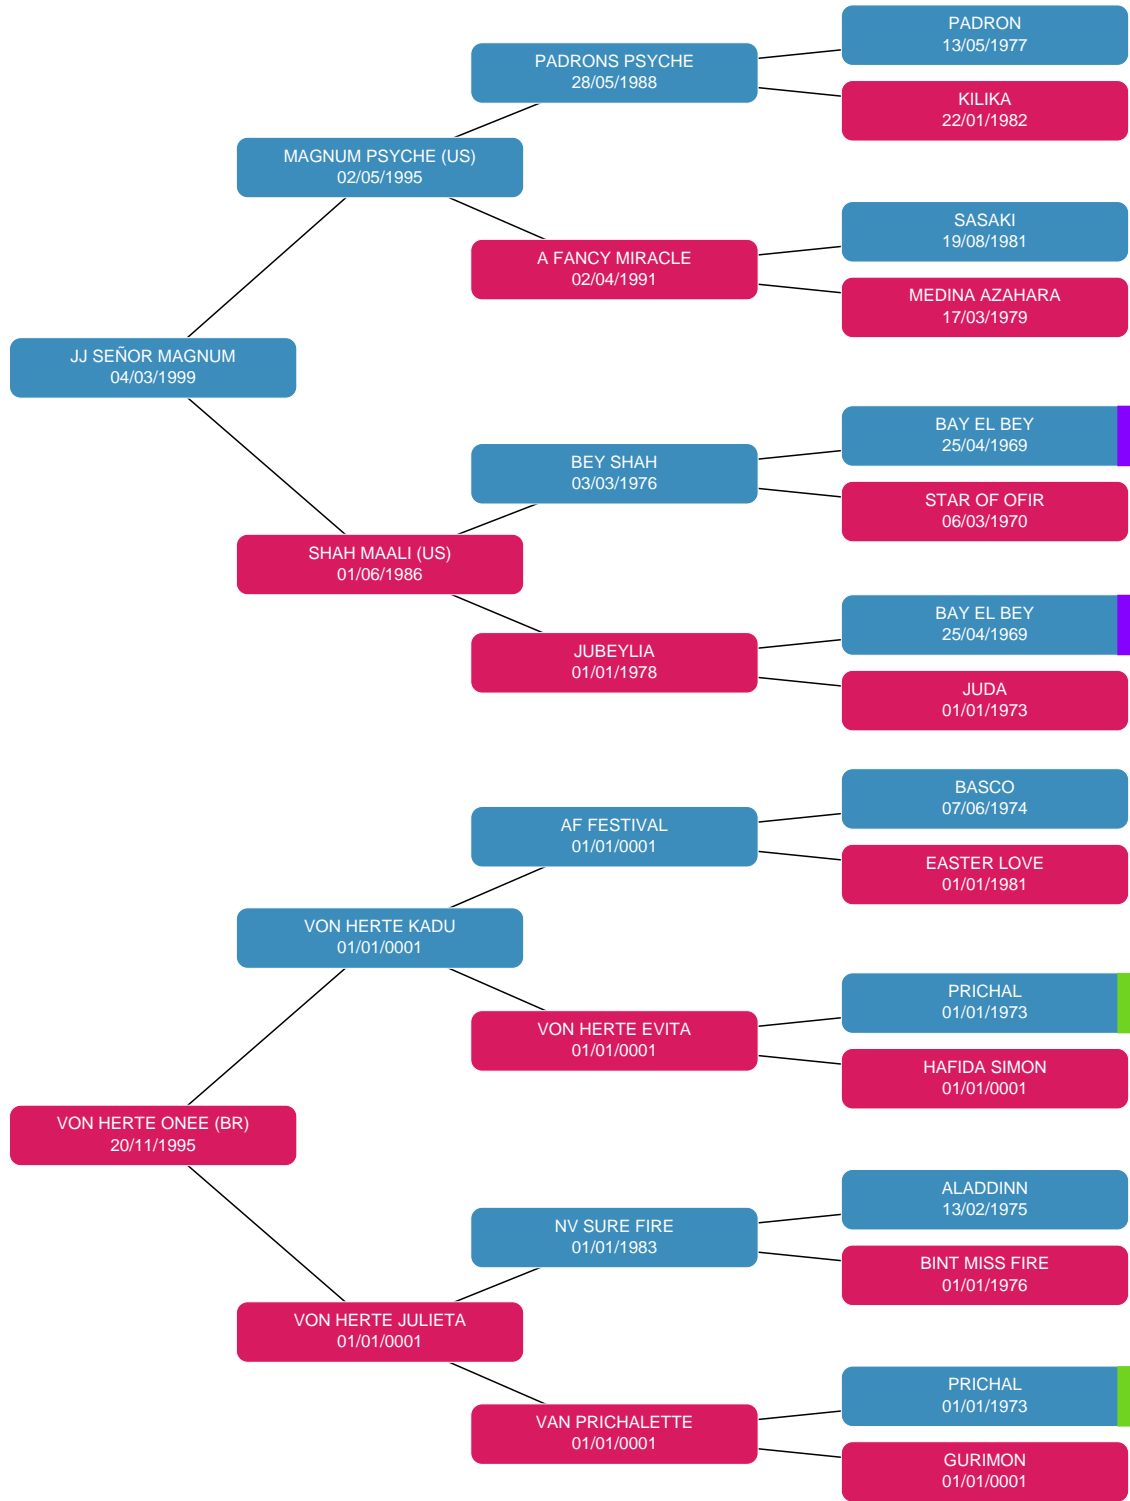 PADRON
13/05/1977
PADRONS PSYCHE
28/05/1988
KILIKA
22/01/1982
MAGNUM PSYCHE (US)
02/05/1995
SASAKI
19/08/1981
A FANCY MIRACLE
02/04/1991
MEDINA AZAHARA
17/03/1979
JJ SEÑOR MAGNUM
04/03/1999
BAY EL BEY
25/04/1969
BEY SHAH
03/03/1976
STAR OF OFIR
06/03/1970
SHAH MAALI (US)
01/06/1986
BAY EL BEY
25/04/1969
JUBEYLIA
01/01/1978
JUDA
01/01/1973
BASCO
07/06/1974
AF FESTIVAL
01/01/0001
EASTER LOVE
01/01/1981
VON HERTE KADU
01/01/0001
PRICHAL
01/01/1973
VON HERTE EVITA
01/01/0001
HAFIDA SIMON
01/01/0001
VON HERTE ONEE (BR)
20/11/1995
ALADDINN
13/02/1975
NV SURE FIRE
01/01/1983
BINT MISS FIRE
01/01/1976
VON HERTE JULIETA
01/01/0001
PRICHAL
01/01/1973
VAN PRICHALETTE
01/01/0001
GURIMON
01/01/0001